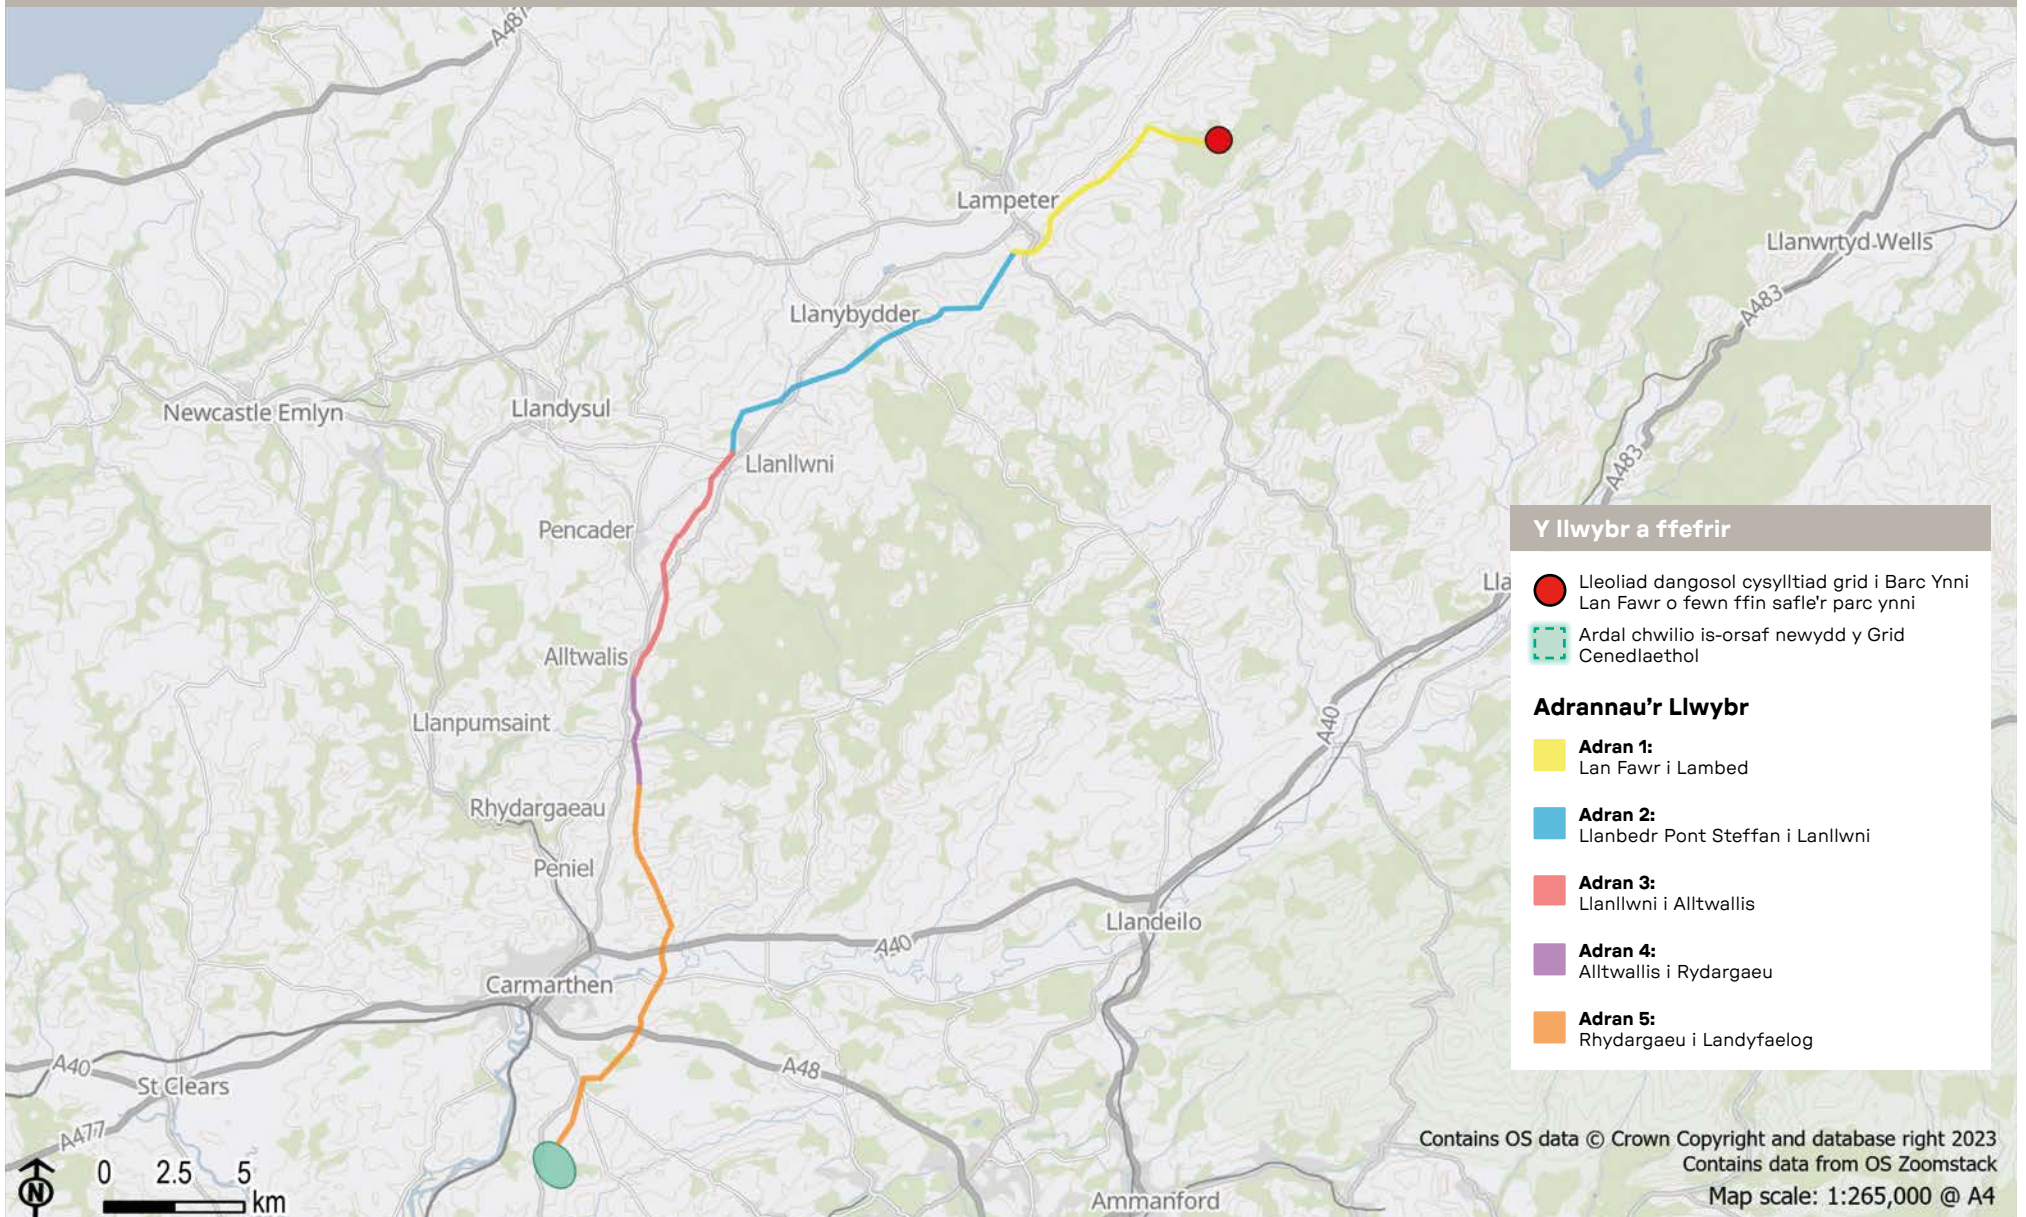 A487
Lampeter
Llanwrtyd-Wells
A483
Llanybydder
Newcastle Emlyn
Llandysul
Llanllwni
A483
Pencader
Y llwybr a ffefrir
Lla
Lleoliad dangosol cysylltiad grid i Barc Ynni
Lan Fawr o fewn ffin safle'r parc ynni
Ardal chwilio is-orsaf newydd y Grid
Cenedlaethol
Alltwalis
Adrannau'r Llwybr
Llanpumsaint
A40
Adran 1:
Lan Fawr i Lambed
Rhydargaeau
Adran 2:
Llanbedr Pont Steffan i Lanllwni
Peniel
Adran 3:
Llanllwni i Alltwallis
Llandeilo
A40
Adran 4:
Alltwallis i Rydargaeu
Carmarthen
Adran 5:
Rhydargaeu i Landyfaelog
A40
A48
St Clears
A477
0 2.5 5
km
N
Ammanford
Contains OS data © Crown Copyright and database right 2023
Contains data from OS Zoomstack
Map scale: 1:265,000 @ A4